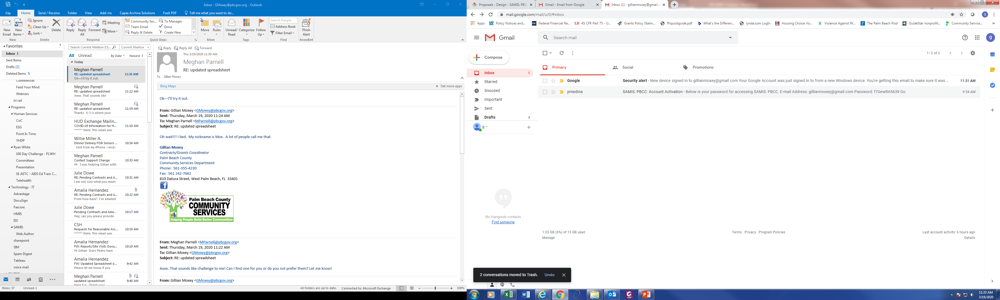 Inbox - GMoxey@pbcgov.org - Outlook
File Home Send / Receive Folder View Add-ins Capax Archive Solutions Foxit PDF Tell me what you want to do...
New Email
New Items
New
Ignore
Clean Up
Junk
Delete
Delete
Reply
Reply All
Forward
Meeting
More
Respond
Community Ser...
Team Email
Reply & Delete
To Manager
Done
Create New
Quick Steps
Move
Rules
Move
Unread/ Read
Categorize
Follow Up
Tags
Search People
Address Book
Filter Email
Find
Phish Alert
KnowBe4
Favorites
Inbox 1
Sent Items
Drafts [3]
Deleted Items 5
Conferences
Feed Your Mind
Webnars
tri rail
Programs
Human Services
CoC
ESG
Point In Time
YHDP
Ryan White
100 Day Challenge - PLWH
Committees
Presentation
SE AETC - AIDS Ed Train C...
Telehealth
Technology - IT
Advantage
DocuSign
Faxcore
HMIS
ISS
SAMIS
Web Author
sharepoint
SIM
Spam Digest
Tableau
voice mail
Search Current Mailbox (Ct... Current Mailbox
All Unread By Date Newest
Today
Meghan Parnell
RE: updated spreadsheet 11:30 AM
Ok—I'll try it out.
Meghan Parnell
RE: updated spreadsheet 11:22 AM
Aww. That sounds like
Meghan Parnell
RE: updated spreadsheet 11:19 AM
Thanks X! X is where your
HUD Exchange Mailin...
COVID-19 Information for H... 11:10 AM
****** Note: This email was
Willie Miller A.
Dinner Delivery FOR Seniors ... 10:34 AM
Sent from my iPhone <end>
Meghan Parnell
Contact Support Change 10:33 AM
Hi- I was helping Gillian with
Julie Dowe
RE: Pending Contracts and A... 10:31 AM
I am not sure what you mean
Amalia Hernandez
RE: Pending Contracts and A... 10:22 AM
From how back? I've emailed
Julie Dowe
Pending Contracts and Ame... 10:17 AM
Hey, can you please provide
CSH
Requests for Reasonable Acc... 10:10 AM
****** Note: This email was
Amalia Hernandez
FW: Reports/Site Visits Docu... 10:10 AM
Hi Gillian Does Pedro have
Amalia Hernandez
FW: Updated Spreadsheet o... 9:42 AM
Please let me know if you
Meghan Parnell
updated spreadsheet 9:40 AM
Here it is. Thank you!
Reply Reply All Forward
Thu 3/19/2020 11:30 AM
Meghan Parnell
RE: updated spreadsheet
To Gillian Moxey
Bing Maps + Get more apps
Ok—I'll try it out.
From: Gillian Moxey <GMoxey@pbcgov.org>
Sent: Thursday, March 19, 2020 11:24 AM
To: Meghan Parnell <MParnell@pbcgov.org>
Subject: RE: updated spreadsheet
Oh wait!!! I lied. My nickname is Mox. A lot of people call me that.
Gillian Moxey
Contracts/Grants Coordinator
Palm Beach County
Community Services Department
Phone: 561-355-4230
Fax: 561 242-7662
810 Datura Street, West Palm Beach, FL 33401
Palm Beach County
COMMUNITY
SERVICES
Helping People Build Better Communities
From: Meghan Parnell <MParnell@pbcgov.org>
Sent: Thursday, March 19, 2020 11:22 AM
To: Gillian Moxey <GMoxey@pbcgov.org>
Subject: RE: updated spreadsheet
Aww. That sounds like challenge to me! Can I find one for you or do you not prefer them? Let me know!
From: Gillian Moxey <GMoxey@pbcgov.org>
Items: 37 Unread: 1 All folders are up to date. Connected to: Microsoft Exchange 100%
Proposals - Design - SAMIS: PBC Gmail - Email from Google Inbox (1) - gillianmoxey@gmail.c
mail.google.com/mail/u/0/#inbox
Apps Policy Notices and... Federal Financial Re... LII 45 CFR Part 75 - U... Grants Policy Statm... ffrquickguide.pdf What's the Differen... lynda.com LogIn Housing Choice Vo... Violence Against W... The Palm Beach Post GuideStar nonprofit... Community Service... »
Gmail Search mail g
Compose
Inbox 1
Starred
Snoozed
Important
Sent
Drafts 4
g
1–2 of 2
Primary Social Promotions
Google Security alert - New device signed in to gillianmoxey@gmail.com Your Google Account was just signed in to from a new Windows device. You're getting this email to make sure it was ... 11:31 AM
pmedina SAMIS: PBCC: Account Activation - Below is your password for accessing SAMIS: PBCC. E-mail Address: gillianmoxey@gmail.com Password: f7GewRA5639 Go 9:54 AM
No Hangouts contacts
Find someone
1.03 GB (6%) of 15 GB used
Manage
Terms · Privacy · Program Policies
Last account activity: 6 hours ago
Details
2 conversations moved to Trash. Undo
11:33 AM
3/19/2020